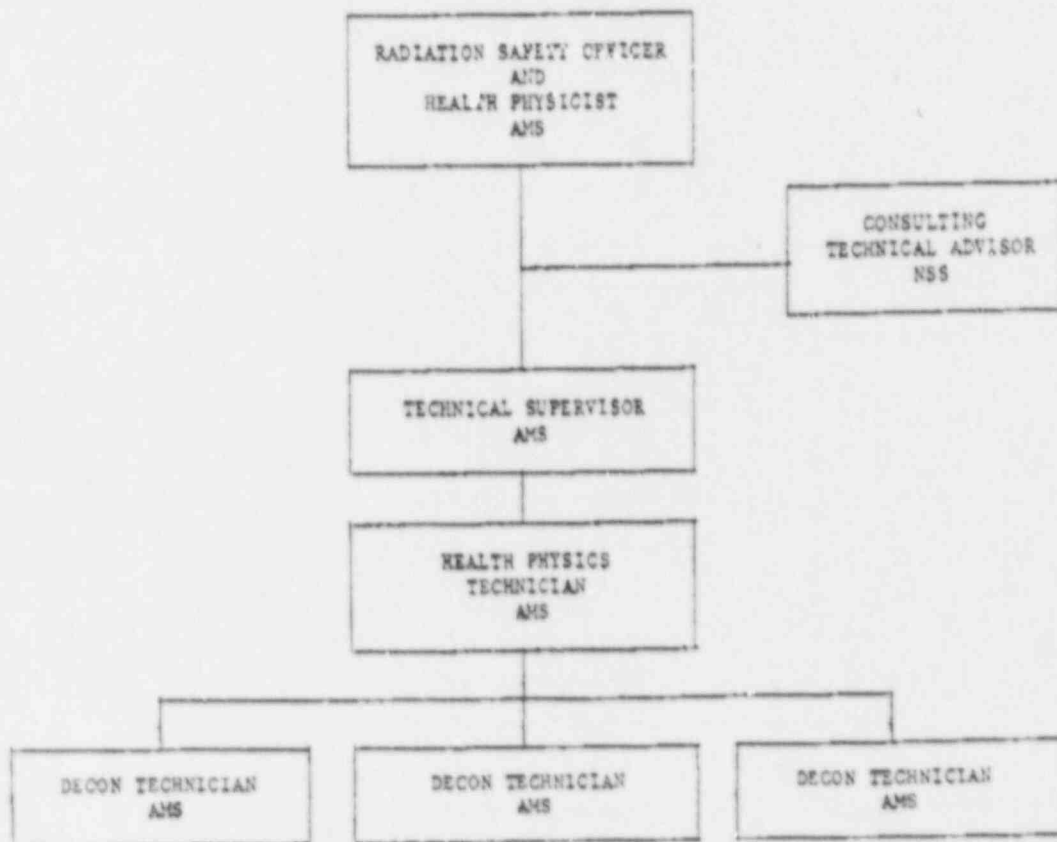 RADIATION SAFETY OFFICER
AND
HEALTH PHYSICIST
AMS
CONSULTING
TECHNICAL ADVISOR
NSS
TECHNICAL SUPERVISOR
AMS
HEALTH PHYSICS
TECHNICIAN
AMS
DECON TECHNICIAN
AMS
DECON TECHNICIAN
AMS
DECON TECHNICIAN
AMS